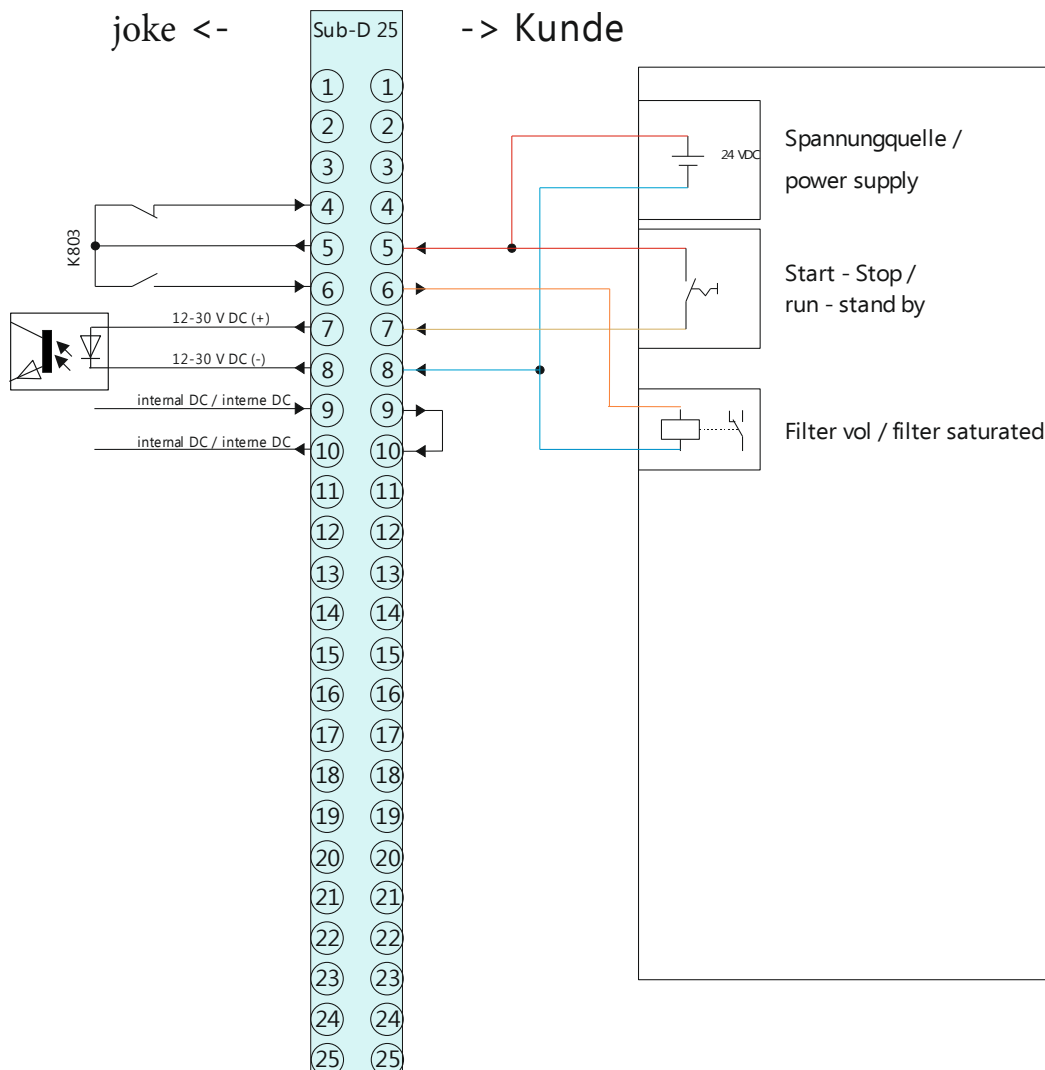 joke <-
Sub-D 25
-> Kunde
1 1
2 2
3 3
4 4
5 5
6 6
7 7
8 8
9 9
10 10
11 11
12 12
13 13
14 14
15 15
16 16
17 17
18 18
19 19
20 20
21 21
22 22
23 23
24 24
25 25
K803
12-30 V DC (+)
12-30 V DC (-)
internal DC / interne DC
internal DC / interne DC
24 VDC
Spannungquelle /
power supply
Start - Stop /
run - stand by
Filter vol / filter saturated